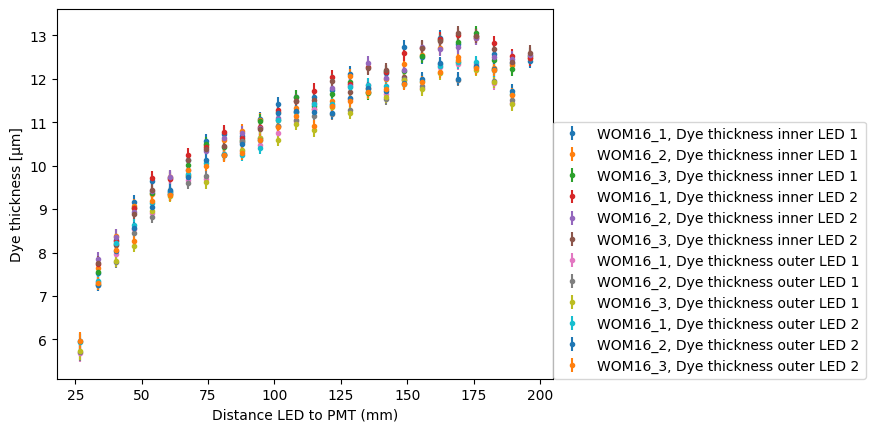 13
12
11
10
9
8
7
6
Dye thickness [μm]
25
50
75
100
125
150
175
200
Distance LED to PMT (mm)
WOM16_1, Dye thickness inner LED 1
WOM16_2, Dye thickness inner LED 1
WOM16_3, Dye thickness inner LED 1
WOM16_1, Dye thickness inner LED 2
WOM16_2, Dye thickness inner LED 2
WOM16_3, Dye thickness inner LED 2
WOM16_1, Dye thickness outer LED 1
WOM16_2, Dye thickness outer LED 1
WOM16_3, Dye thickness outer LED 1
WOM16_1, Dye thickness outer LED 2
WOM16_2, Dye thickness outer LED 2
WOM16_3, Dye thickness outer LED 2